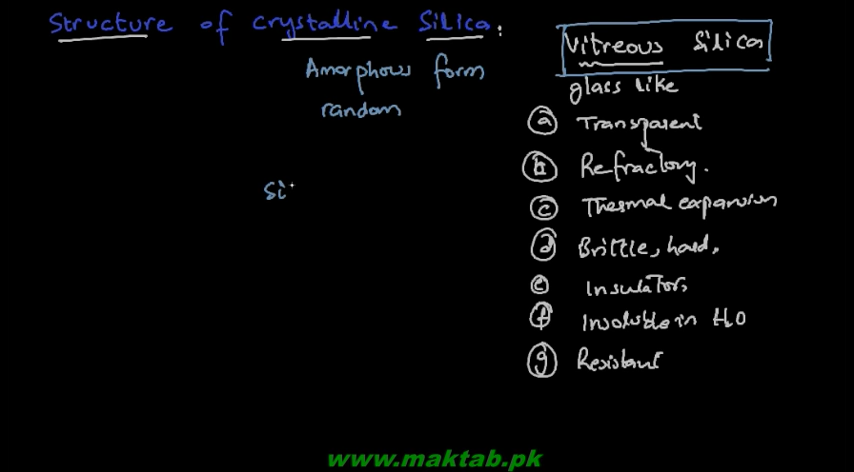 Structure of crystalline Silica.
Amorphous form
random
Si
Vitreous Silica
glass like
a Transparent
b Refractory.
c Thermal expansion
d Brittle, hard,
e Insulators
f Insoluble in H2O
g Resistant
www.maktab.pk